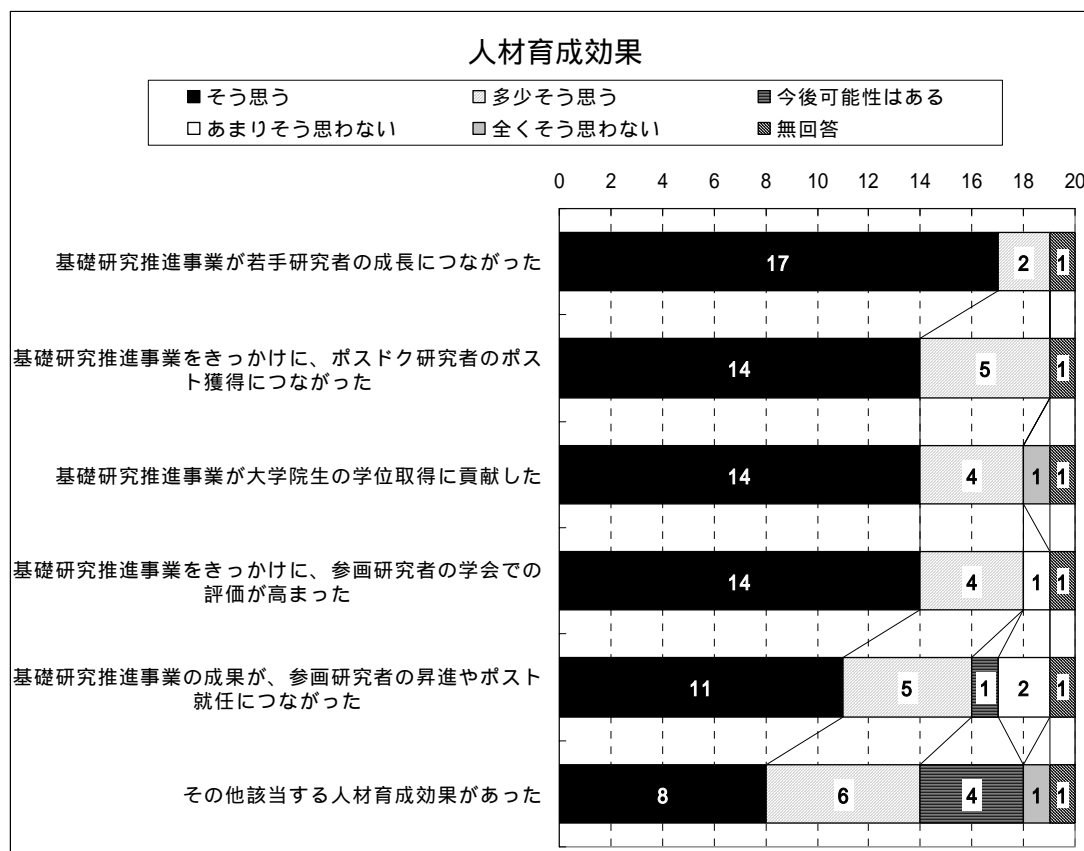 人材育成効果
そう思う 多少そう思う 今後可能性はある
あまりそう思わない 全くそう思わない 無回答
0 2 4 6 8 10 12 14 16 18 20
基礎研究推進事業が若手研究者の成長につながった 17 2 1
基礎研究推進事業をきっかけに、ポスドク研究者のポス
ト獲得につながった 14 5 1
基礎研究推進事業が大学院生の学位取得に貢献した 14 4 1 1
基礎研究推進事業をきっかけに、参画研究者の学会での
評価が高まった 14 4 1 1
基礎研究推進事業の成果が、参画研究者の昇進やポスト
就任につながった 11 5 1 2 1
その他該当する人材育成効果があった 8 6 4 1 1